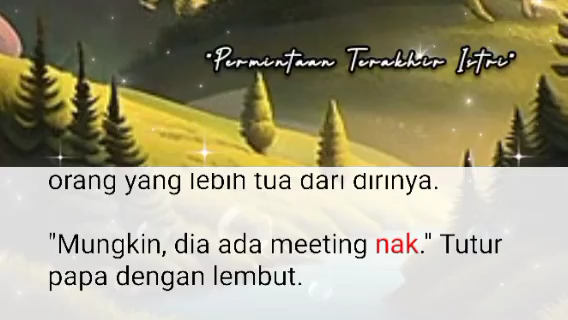 "Permintaan Terakhir Istri"
orang yang lebih tua dari dirinya.
"Mungkin, dia ada meeting nak." Tutur
papa dengan lembut.